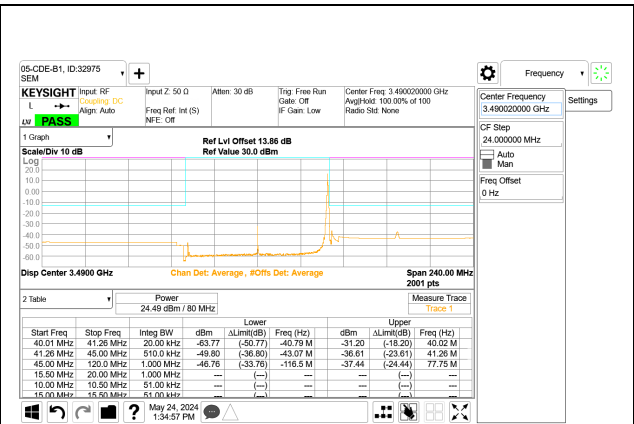 05-CDE-B1, ID:32975
SEM
Frequency
KEYSIGHT Input: RF Input Z: 50 Ω Atten: 30 dB Trig: Free Run Center Freq: 3.490020000 GHz
L Coupling: DC Gate: Off Avg|Hold: 100.00% of 100
Align: Auto Freq Ref: Int (S) IF Gain: Low Radio Std: None
PASS NFE: Off
Center Frequency
3.490020000 GHz
Settings
CF Step
24.000000 MHz
Auto
Man
Freq Offset
0 Hz
1 Graph
Scale/Div 10 dB
Ref Lvl Offset 13.86 dB
Ref Value 30.0 dBm
Log
20.0
10.0
0.00
-10.0
-20.0
-30.0
-40.0
-50.0
-60.0
Disp Center 3.4900 GHz Chan Det: Average, #Offs Det: Average Span 240.00 MHz
2001 pts
2 Table Power Measure Trace
24.49 dBm / 80 MHz Trace 1
Lower Upper
Start Freq Stop Freq Integ BW dBm ΔLimit(dB) Freq (Hz) dBm ΔLimit(dB) Freq (Hz)
40.01 MHz 41.26 MHz 20.00 kHz -63.77 (-50.77) -40.79 M -31.20 (-18.20) 40.02 M
41.26 MHz 45.00 MHz 510.0 kHz -49.80 (-36.80) -43.07 M -36.61 (-23.61) 41.26 M
45.00 MHz 120.0 MHz 1.000 MHz -46.76 (-33.76) -116.5 M -37.44 (-24.44) 77.75 M
15.50 MHz 20.00 MHz 1.000 MHz --- (---) --- --- (---) ---
10.00 MHz 10.50 MHz 51.00 kHz --- (---) --- --- (---) ---
15.00 MHz 15.50 MHz 51.00 kHz --- (---) --- --- (---) ---
May 24, 2024
1:34:57 PM